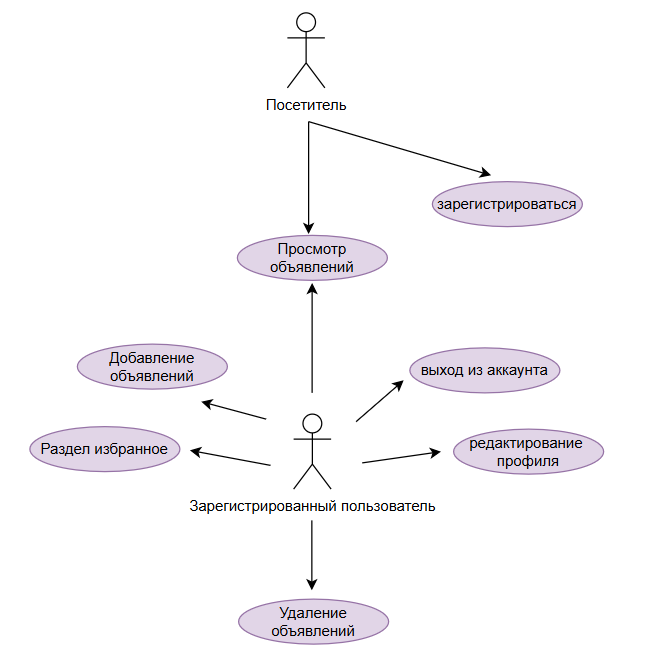 Посетитель
зарегистрироваться
Просмотр
объявлений
Добавление
объявлений
выход из аккаунта
Раздел избранное
редактирование
профиля
Зарегистрированный пользователь
Удаление
объявлений